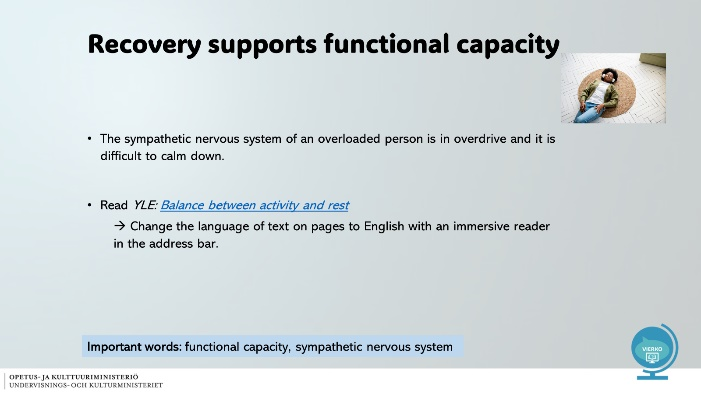 Recovery supports functional capacity
• The sympathetic nervous system of an overloaded person is in overdrive and it is
difficult to calm down.
• Read YLE: Balance between activity and rest
→ Change the language of text on pages to English with an immersive reader
in the address bar.
Important words: functional capacity, sympathetic nervous system
VIERKO
OPETUS- JA KULTTUURIMINISTERIÖ
UNDERVISNINGS- OCH KULTURMINISTERIET